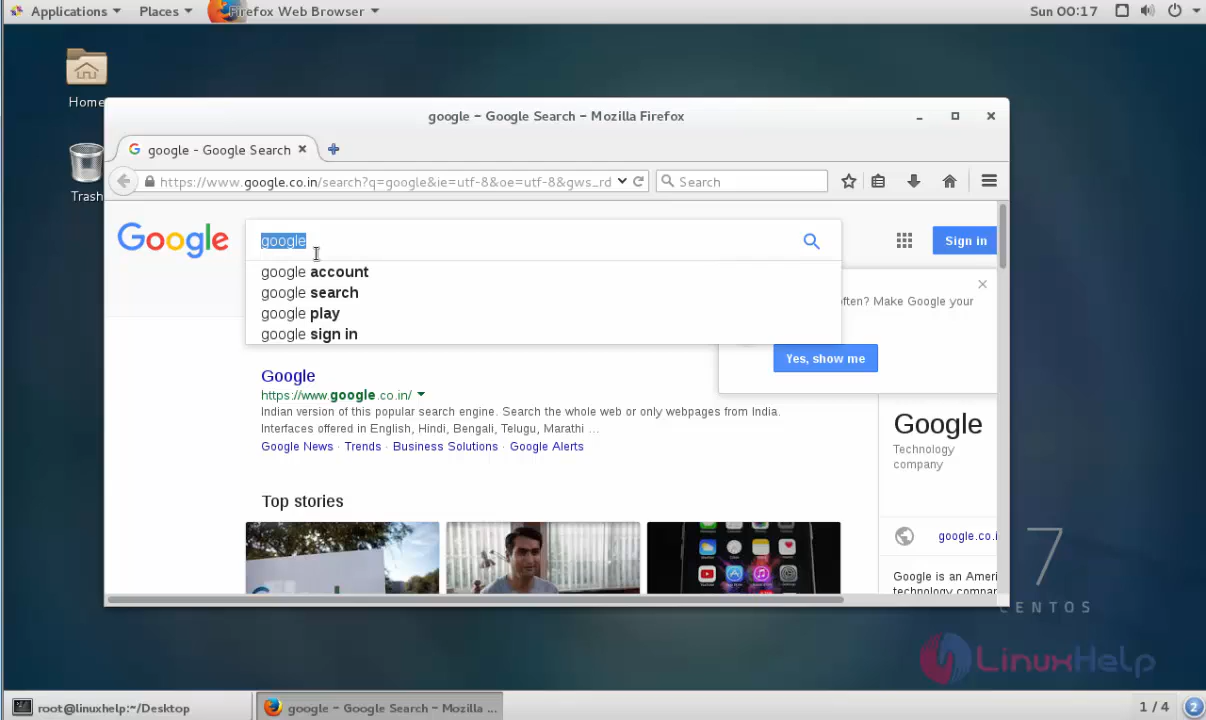 Applications Places Firefox Web Browser Sun 00:17
Home
Trash
google - Google Search - Mozilla Firefox
google - Google Search
https://www.google.co.in/search?q=google&ie=utf-8&oe=utf-8&gws_rd
Search
Google
google
Sign in
google account
google search
google play
google sign in
often? Make Google your
Yes, show me
Google
https://www.google.co.in/
Indian version of this popular search engine. Search the whole web or only webpages from India.
Interfaces offered in English, Hindi, Bengali, Telugu, Marathi ...
Google News · Trends · Business Solutions · Google Alerts
Google
Technology
company
Top stories
google.co.i
Google is an Ameri
technology compan
7
CENTOS
LinuxHelp
root@linuxhelp:~/Desktop
google - Google Search - Mozilla ...
1 / 4
2